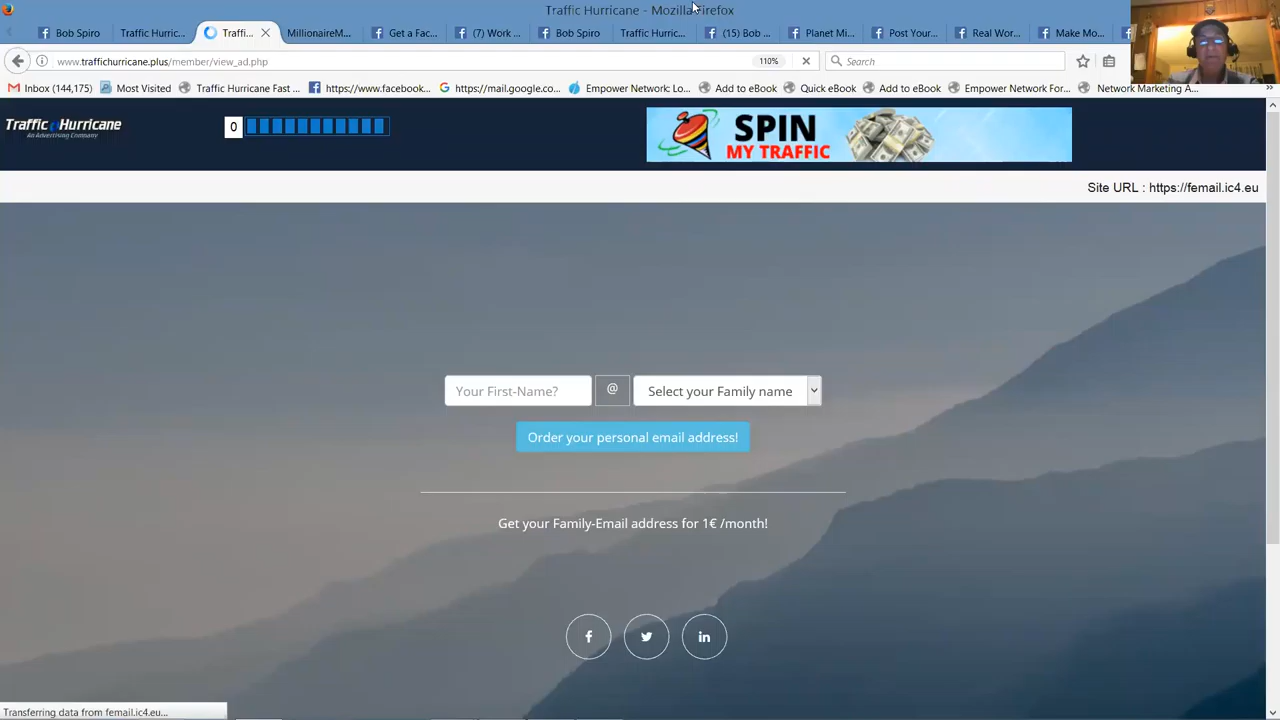 Traffic Hurricane - Mozilla Firefox
Bob Spiro
Traffic Hurric...
Traffi...
MillionaireM...
Get a Fac...
(7) Work ...
Bob Spiro
Traffic Hurric...
(15) Bob ...
Planet Mi...
Post Your...
Real Wor...
Make Mo...
www.traffichurricane.plus/member/view_ad.php
110%
Search
Inbox (144,175)
Most Visited
Traffic Hurricane Fast ...
https://www.facebook...
https://mail.google.co...
Empower Network: Lo...
Add to eBook
Quick eBook
Add to eBook
Empower Network For...
Network Marketing A...
Traffic Hurricane
An Advertising Company
0
SPIN
MY TRAFFIC
Site URL : https://femail.ic4.eu
Your First-Name?
@
Select your Family name
Order your personal email address!
Get your Family-Email address for 1€ /month!
Transferring data from femail.ic4.eu...